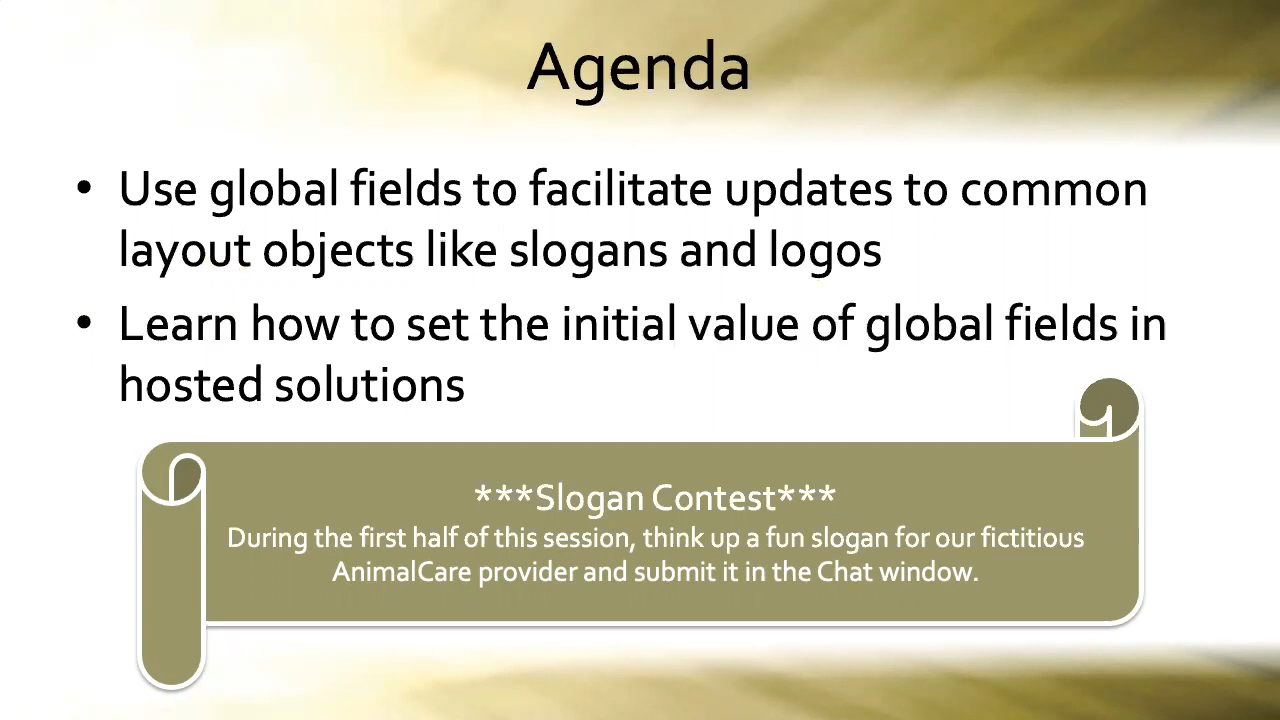 Agenda
• Use global fields to facilitate updates to common
layout objects like slogans and logos
• Learn how to set the initial value of global fields in
hosted solutions
***Slogan Contest***
During the first half of this session, think up a fun slogan for our fictitious
AnimalCare provider and submit it in the Chat window.